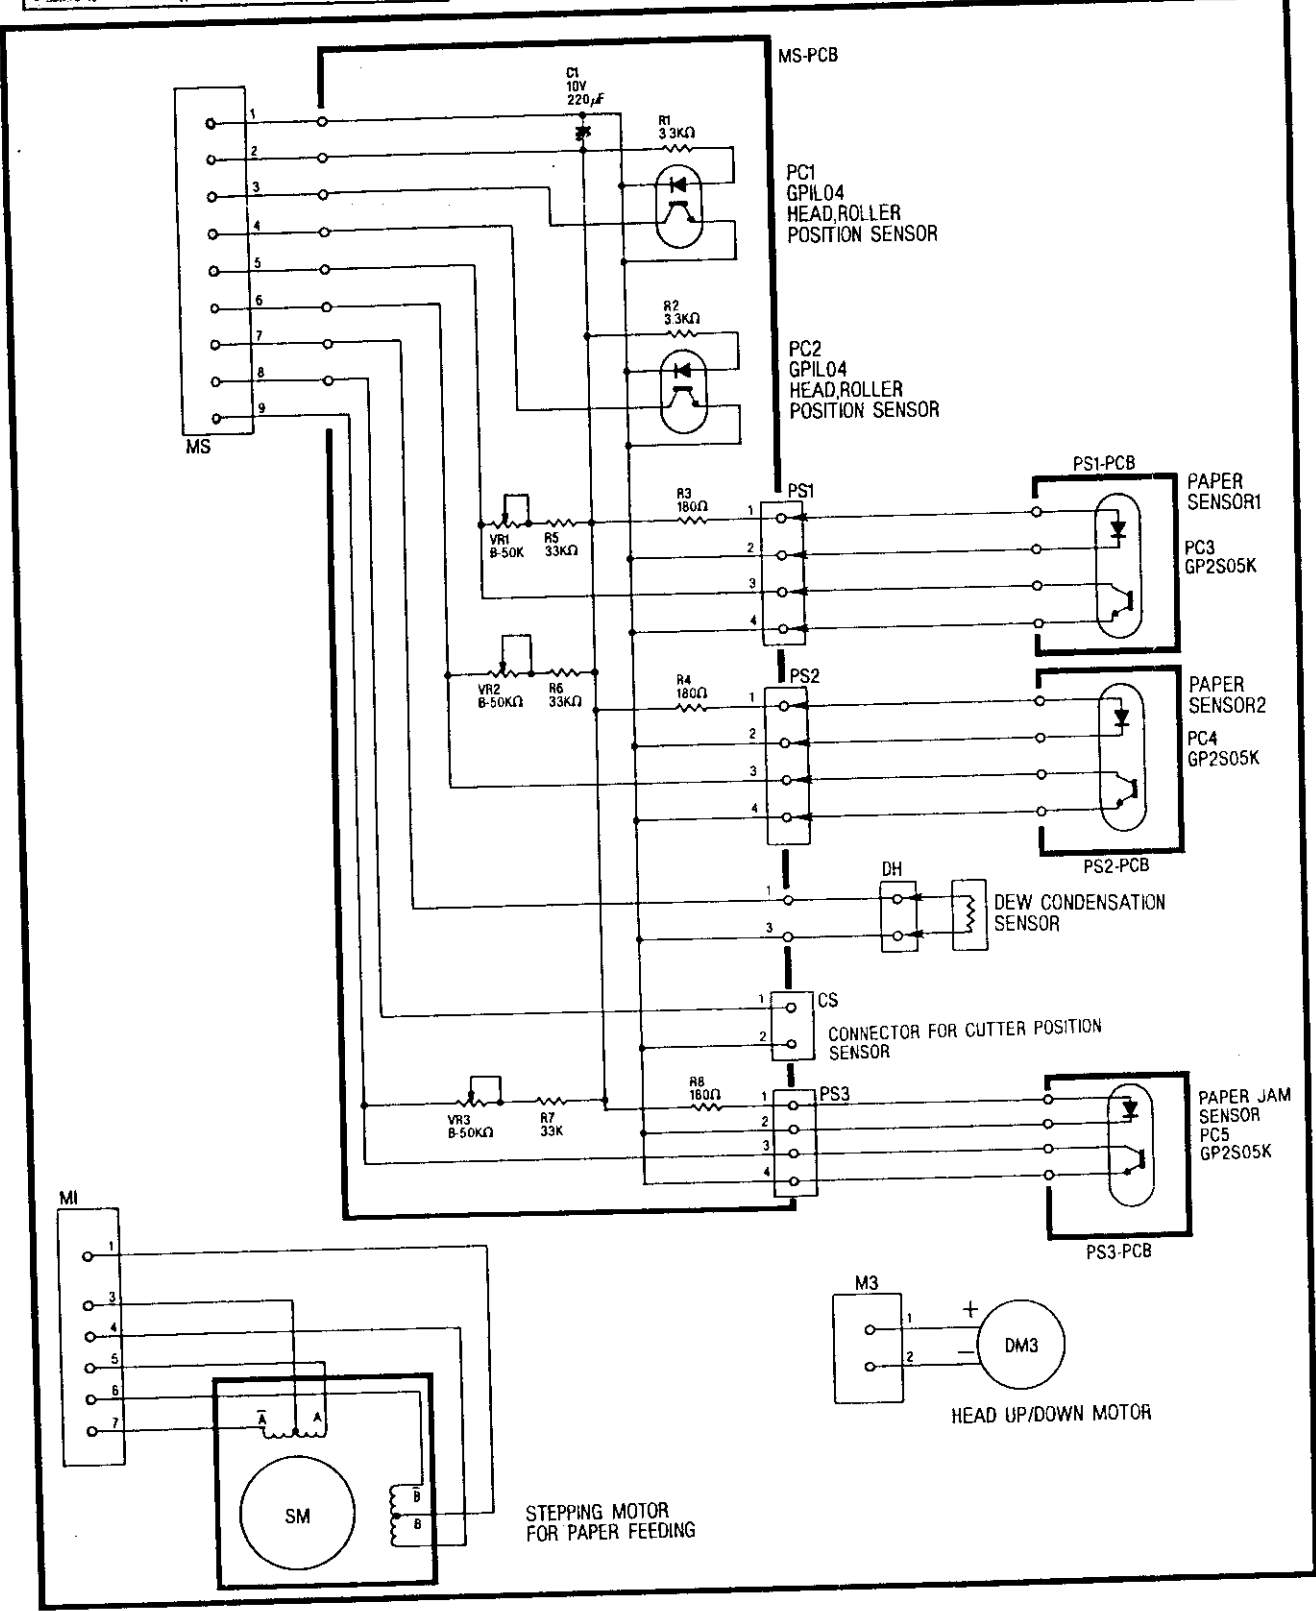 MS-PCB
C1
10V
220µF
R1
3.3KΩ
1
2
3
4
5
6
7
8
9
MS
PC1
GPIL04
HEAD,ROLLER
POSITION SENSOR
R2
3.3KΩ
PC2
GPIL04
HEAD,ROLLER
POSITION SENSOR
PS1-PCB
PAPER
SENSOR1
PC3
GP2S05K
PS1
R3
180Ω
1
2
3
4
VR1
B-50K
R5
33KΩ
VR2
B-50KΩ
R6
33KΩ
R4
180Ω
PS2
1
2
3
4
PAPER
SENSOR2
PC4
GP2S05K
PS2-PCB
DH
1
3
DEW CONDENSATION
SENSOR
CS
1
2
CONNECTOR FOR CUTTER POSITION
SENSOR
R8
180Ω
PS3
1
2
3
4
VR3
B-50KΩ
R7
33K
PAPER JAM
SENSOR
PC5
GP2S05K
PS3-PCB
MI
1
3
4
5
6
7
A̅
A
B̅
B
SM
STEPPING MOTOR
FOR PAPER FEEDING
M3
1
2
+
−
DM3
HEAD UP/DOWN MOTOR